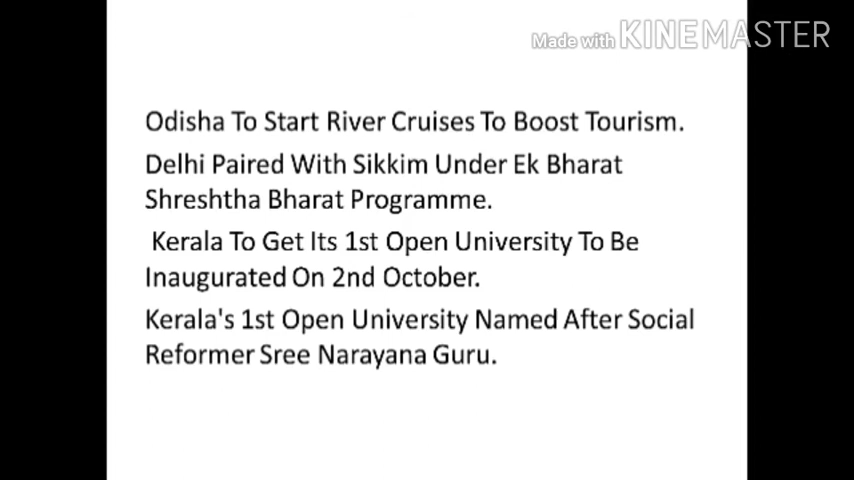 Made with KINEMASTER
Odisha To Start River Cruises To Boost Tourism.
Delhi Paired With Sikkim Under Ek Bharat
Shreshtha Bharat Programme.
Kerala To Get Its 1st Open University To Be
Inaugurated On 2nd October.
Kerala's 1st Open University Named After Social
Reformer Sree Narayana Guru.